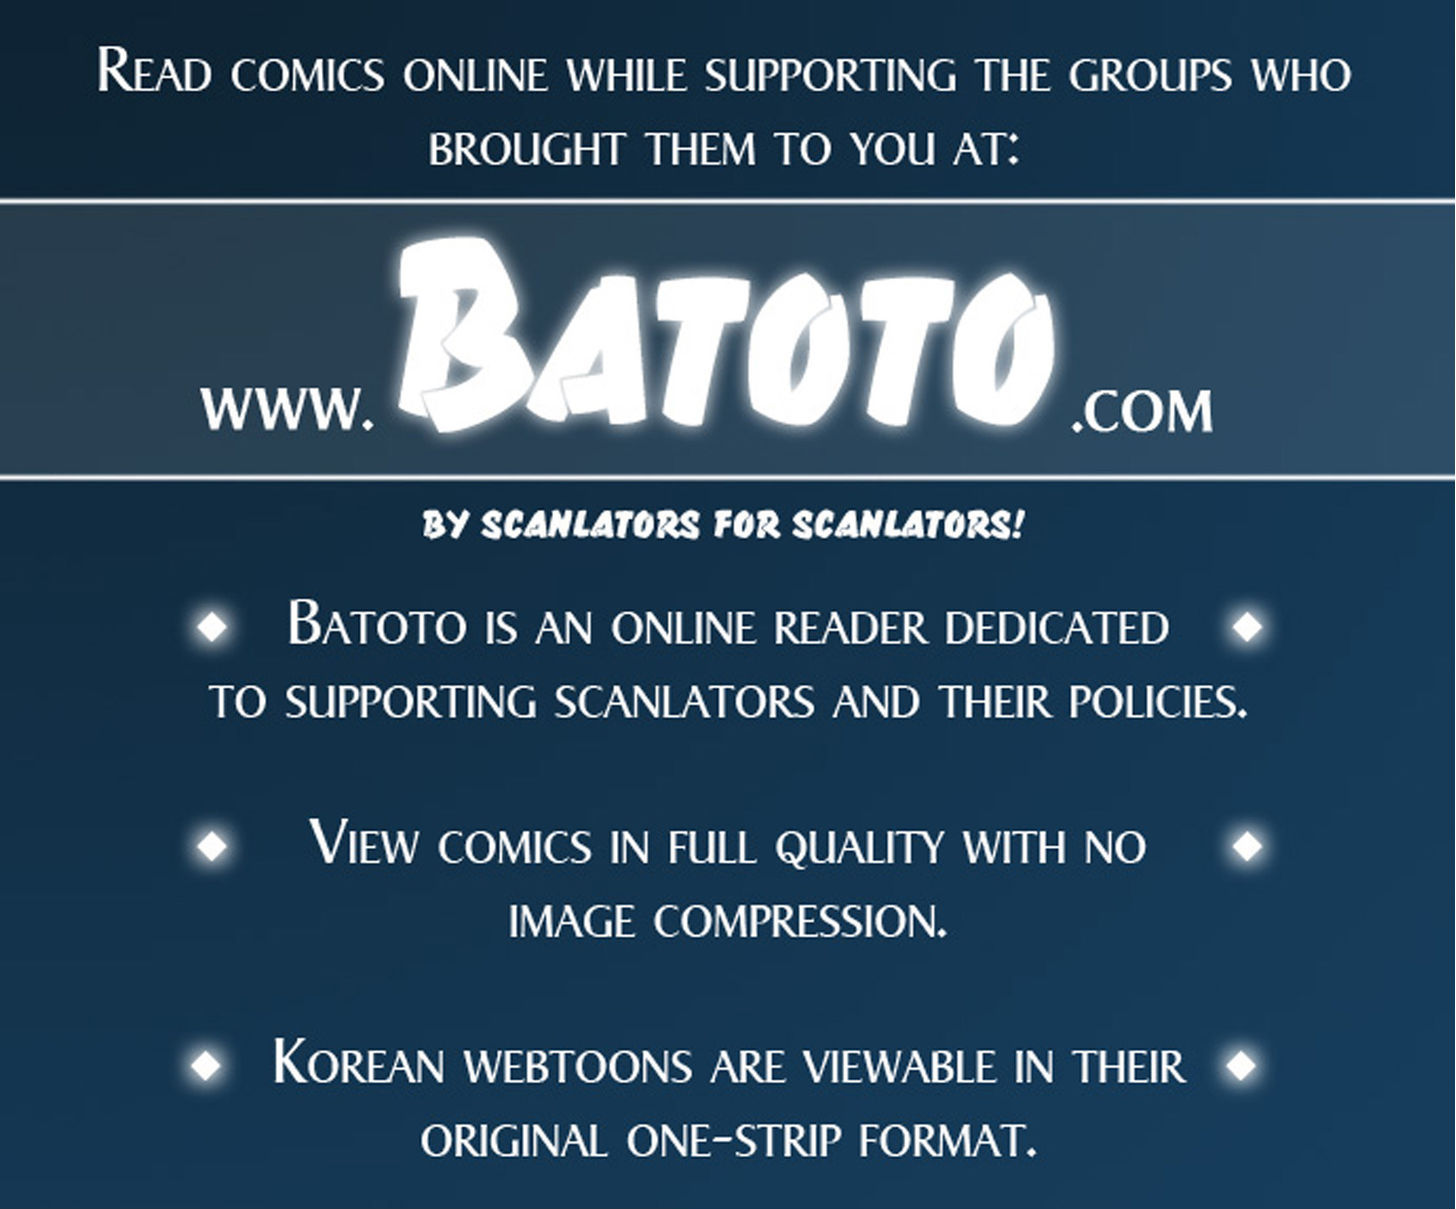 Read comics online while supporting the groups who
brought them to you at:
www.Batoto.com
by scanlators for scanlators!
Batoto is an online reader dedicated
to supporting scanlators and their policies.
View comics in full quality with no
image compression.
Korean webtoons are viewable in their
original one-strip format.